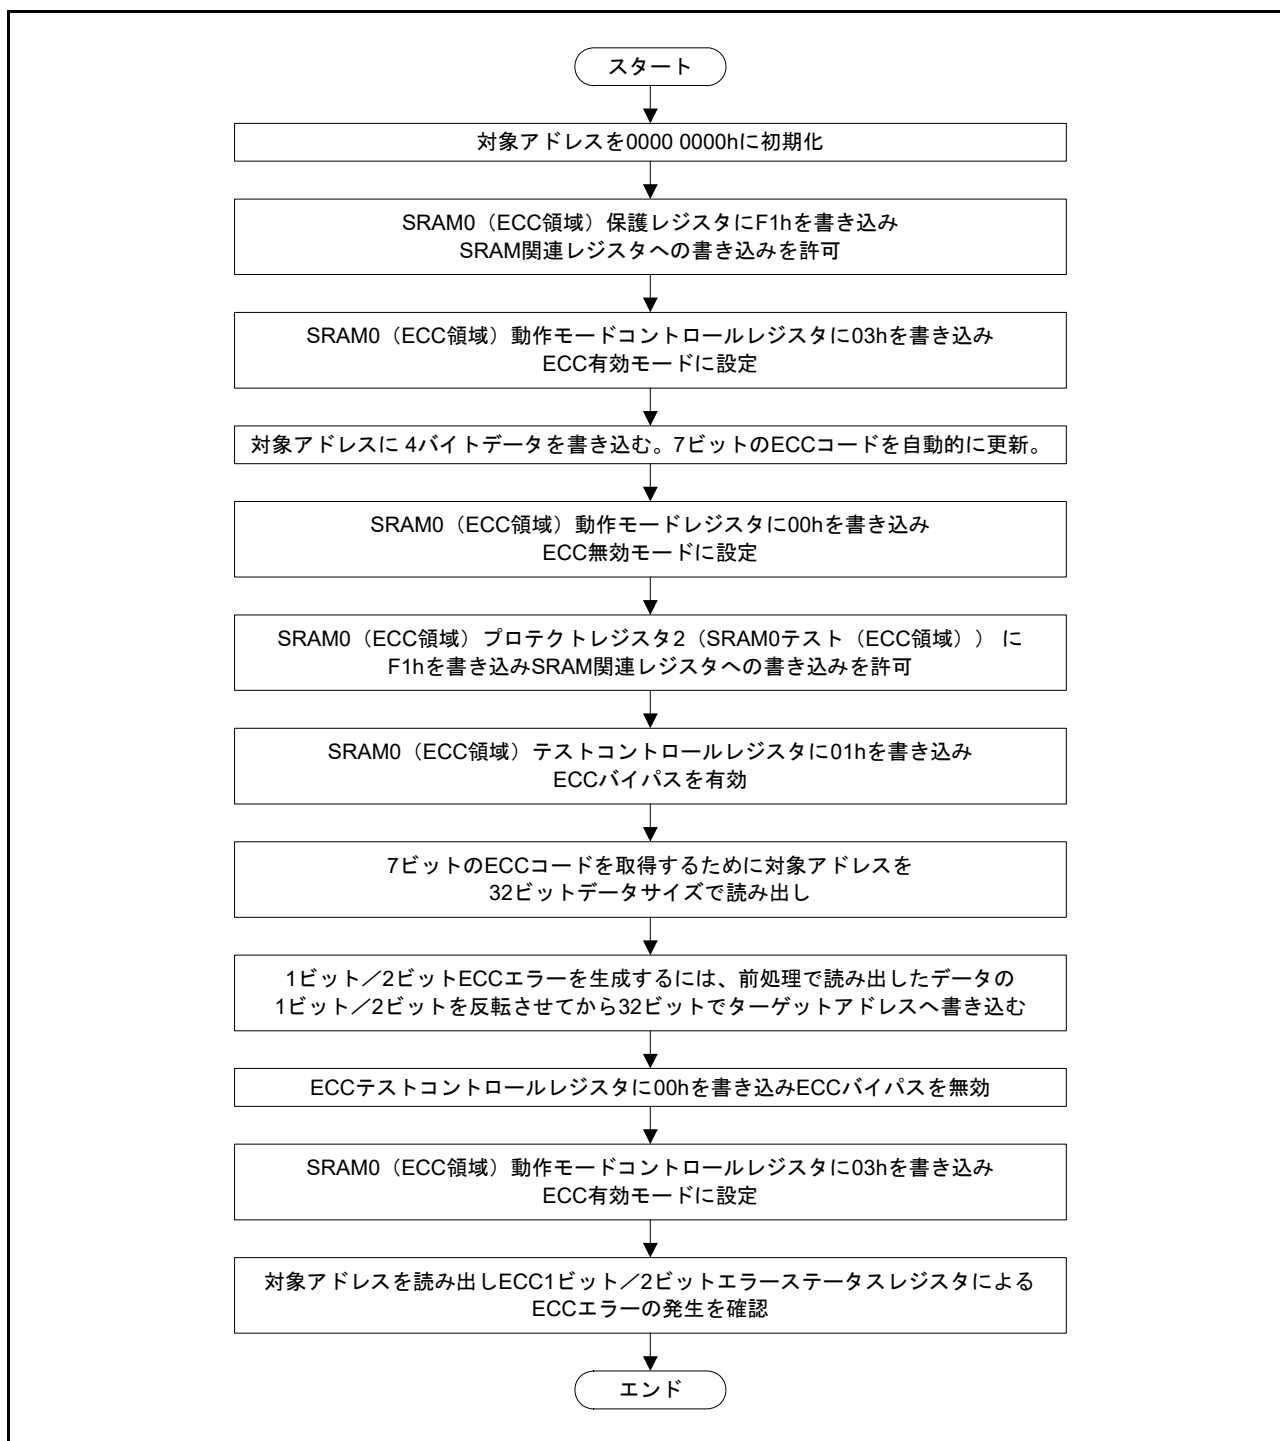 スタート
対象アドレスを0000 0000hに初期化
SRAM0（ECC領域）保護レジスタにF1hを書き込み
SRAM関連レジスタへの書き込みを許可
SRAM0（ECC領域）動作モードコントロールレジスタに03hを書き込み
ECC有効モードに設定
対象アドレスに 4バイトデータを書き込む。7ビットのECCコードを自動的に更新。
SRAM0（ECC領域）動作モードレジスタに00hを書き込み
ECC無効モードに設定
SRAM0（ECC領域）プロテクトレジスタ2（SRAM0テスト（ECC領域）） に
F1hを書き込みSRAM関連レジスタへの書き込みを許可
SRAM0（ECC領域）テストコントロールレジスタに01hを書き込み
ECCバイパスを有効
7ビットのECCコードを取得するために対象アドレスを
32ビットデータサイズで読み出し
1ビット／2ビットECCエラーを生成するには、前処理で読み出したデータの
1ビット／2ビットを反転させてから32ビットでターゲットアドレスへ書き込む
ECCテストコントロールレジスタに00hを書き込みECCバイパスを無効
SRAM0（ECC領域）動作モードコントロールレジスタに03hを書き込み
ECC有効モードに設定
対象アドレスを読み出しECC1ビット／2ビットエラーステータスレジスタによる
ECCエラーの発生を確認
エンド